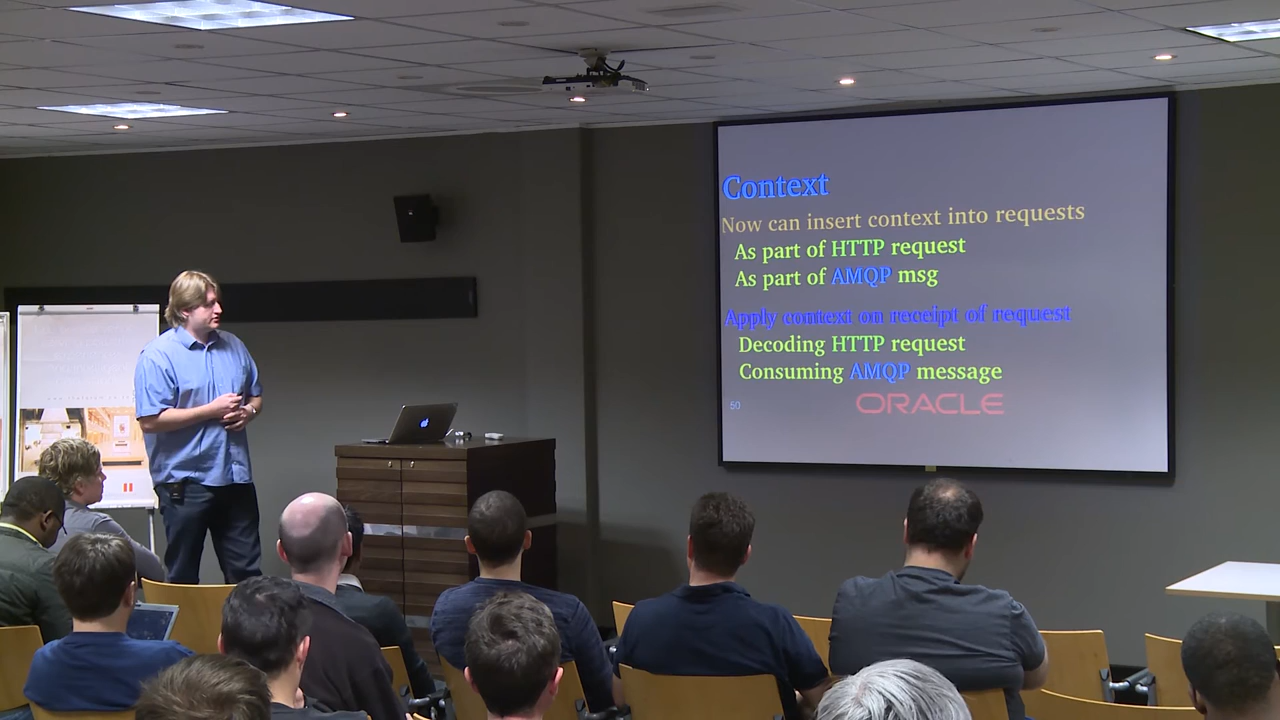 Context
Now can insert context into requests
As part of HTTP request
As part of AMQP msg
Apply context on receipt of request
Decoding HTTP request
Consuming AMQP message
50
ORACLE